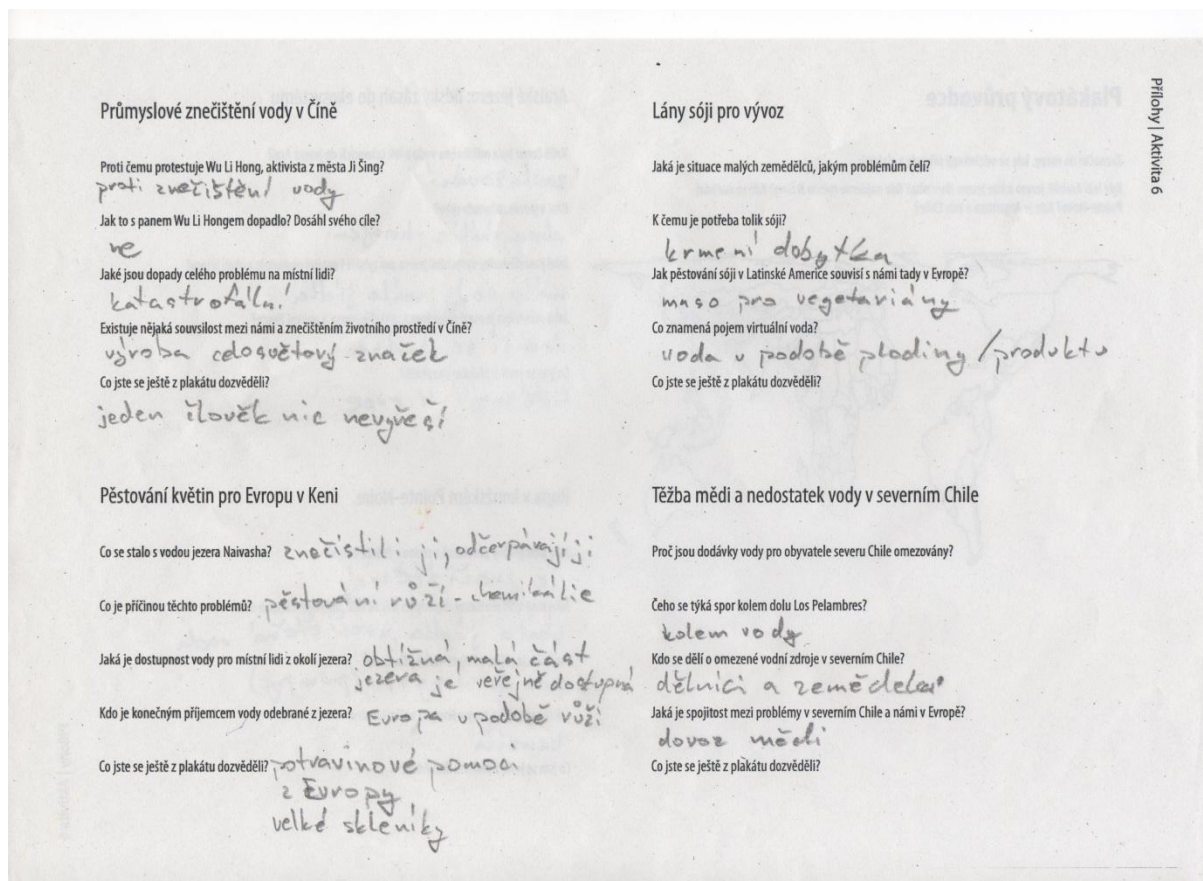 Přílohy | Aktivita 6
Průmyslové znečištění vody v Číně
Proti čemu protestuje Wu Li Hong, aktivista z města Ji Šing?
proti znečištění vody
Jak to s panem Wu Li Hongem dopadlo? Dosáhl svého cíle?
ne
Jaké jsou dopady celého problému na místní lidi?
katastrofální
Existuje nějaká souvsilost mezi námi a znečištěním životního prostředí v Číně?
výroba celosvětový značek
Co jste se ještě z plakátu dozvěděli?
jeden člověk nic nevyřeší
Lány sóji pro vývoz
Jaká je situace malých zemědělců, jakým problémům čelí?
K čemu je potřeba tolik sóji?
krmení dobytka
Jak pěstování sóji v Latinské Americe souvisí s námi tady v Evropě?
maso pro vegetariány
Co znamená pojem virtuální voda?
voda v podobě plodiny/produktu
Co jste se ještě z plakátu dozvěděli?
Pěstování květin pro Evropu v Keni
Co se stalo s vodou jezera Naivasha? znečistili ji, odčerpávají ji
Co je příčinou těchto problémů? pěstování růží - chemikálie
Jaká je dostupnost vody pro místní lidi z okolí jezera? obtížná, malá část
jezera je veřejně dostupná
Kdo je konečným příjemcem vody odebrané z jezera? Evropa v podobě růží
Co jste se ještě z plakátu dozvěděli? potravinové pomoci
z Evropy
velké skleníky
Těžba mědi a nedostatek vody v severním Chile
Proč jsou dodávky vody pro obyvatele severu Chile omezovány?
Čeho se týká spor kolem dolu Los Pelambres?
kolem vody
Kdo se dělí o omezené vodní zdroje v severním Chile?
dělníci a zemědělci
Jaká je spojitost mezi problémy v severním Chile a námi v Evropě?
dovoz mědi
Co jste se ještě z plakátu dozvěděli?